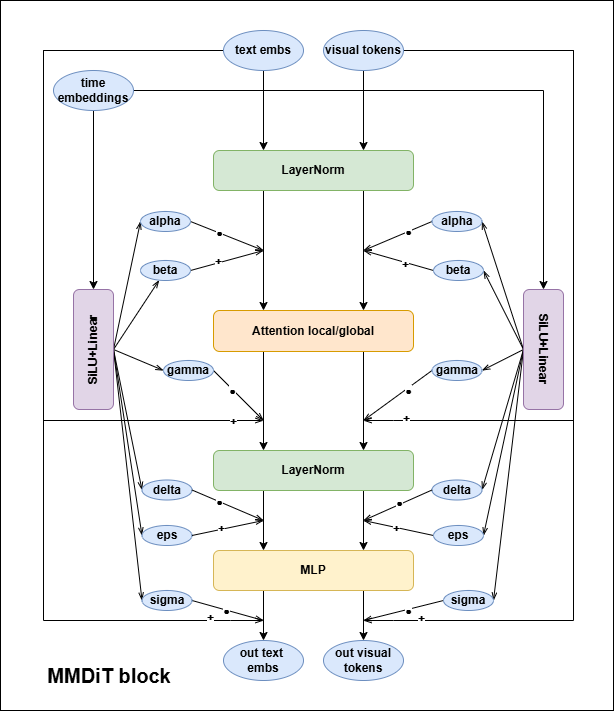 text embs
visual tokens
time
embeddings
LayerNorm
alpha
alpha
beta
beta
SiLU+Linear
Attention local/global
SiLU+Linear
gamma
gamma
LayerNorm
delta
delta
eps
eps
MLP
sigma
sigma
out text
embs
out visual
tokens
MMDiT block